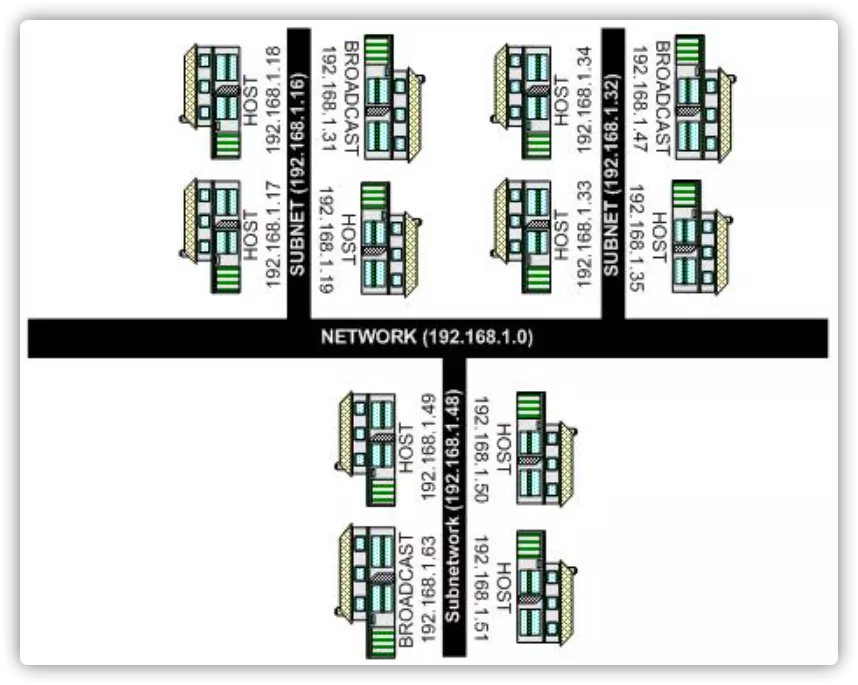 HOST
192.168.1.18
SUBNET (192.168.1.16)
BROADCAST
192.168.1.31
HOST
192.168.1.17
HOST
192.168.1.19
HOST
192.168.1.34
SUBNET (192.168.1.32)
BROADCAST
192.168.1.47
HOST
192.168.1.33
HOST
192.168.1.35
NETWORK (192.168.1.0)
HOST
192.168.1.49
Subnetwork (192.168.1.48)
HOST
192.168.1.50
BROADCAST
192.168.1.63
HOST
192.168.1.51